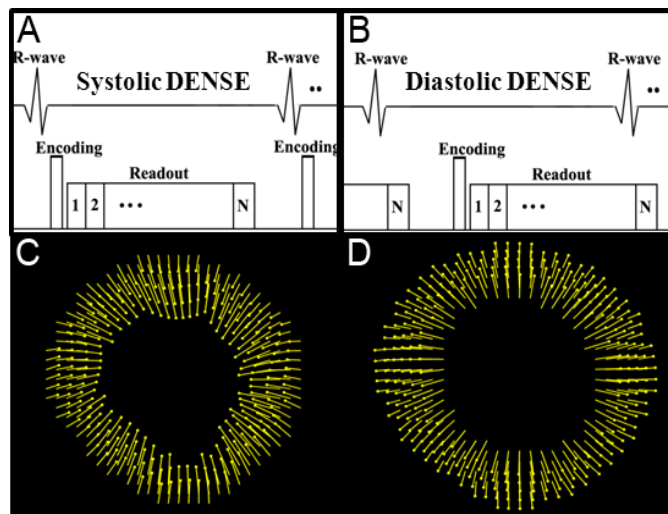 A
R-wave
R-wave
Systolic DENSE
..
Encoding
Encoding
Readout
1 2 ... N
B
R-wave
R-wave
Diastolic DENSE
..
Encoding
Readout
N
1 2 ... N
C
D